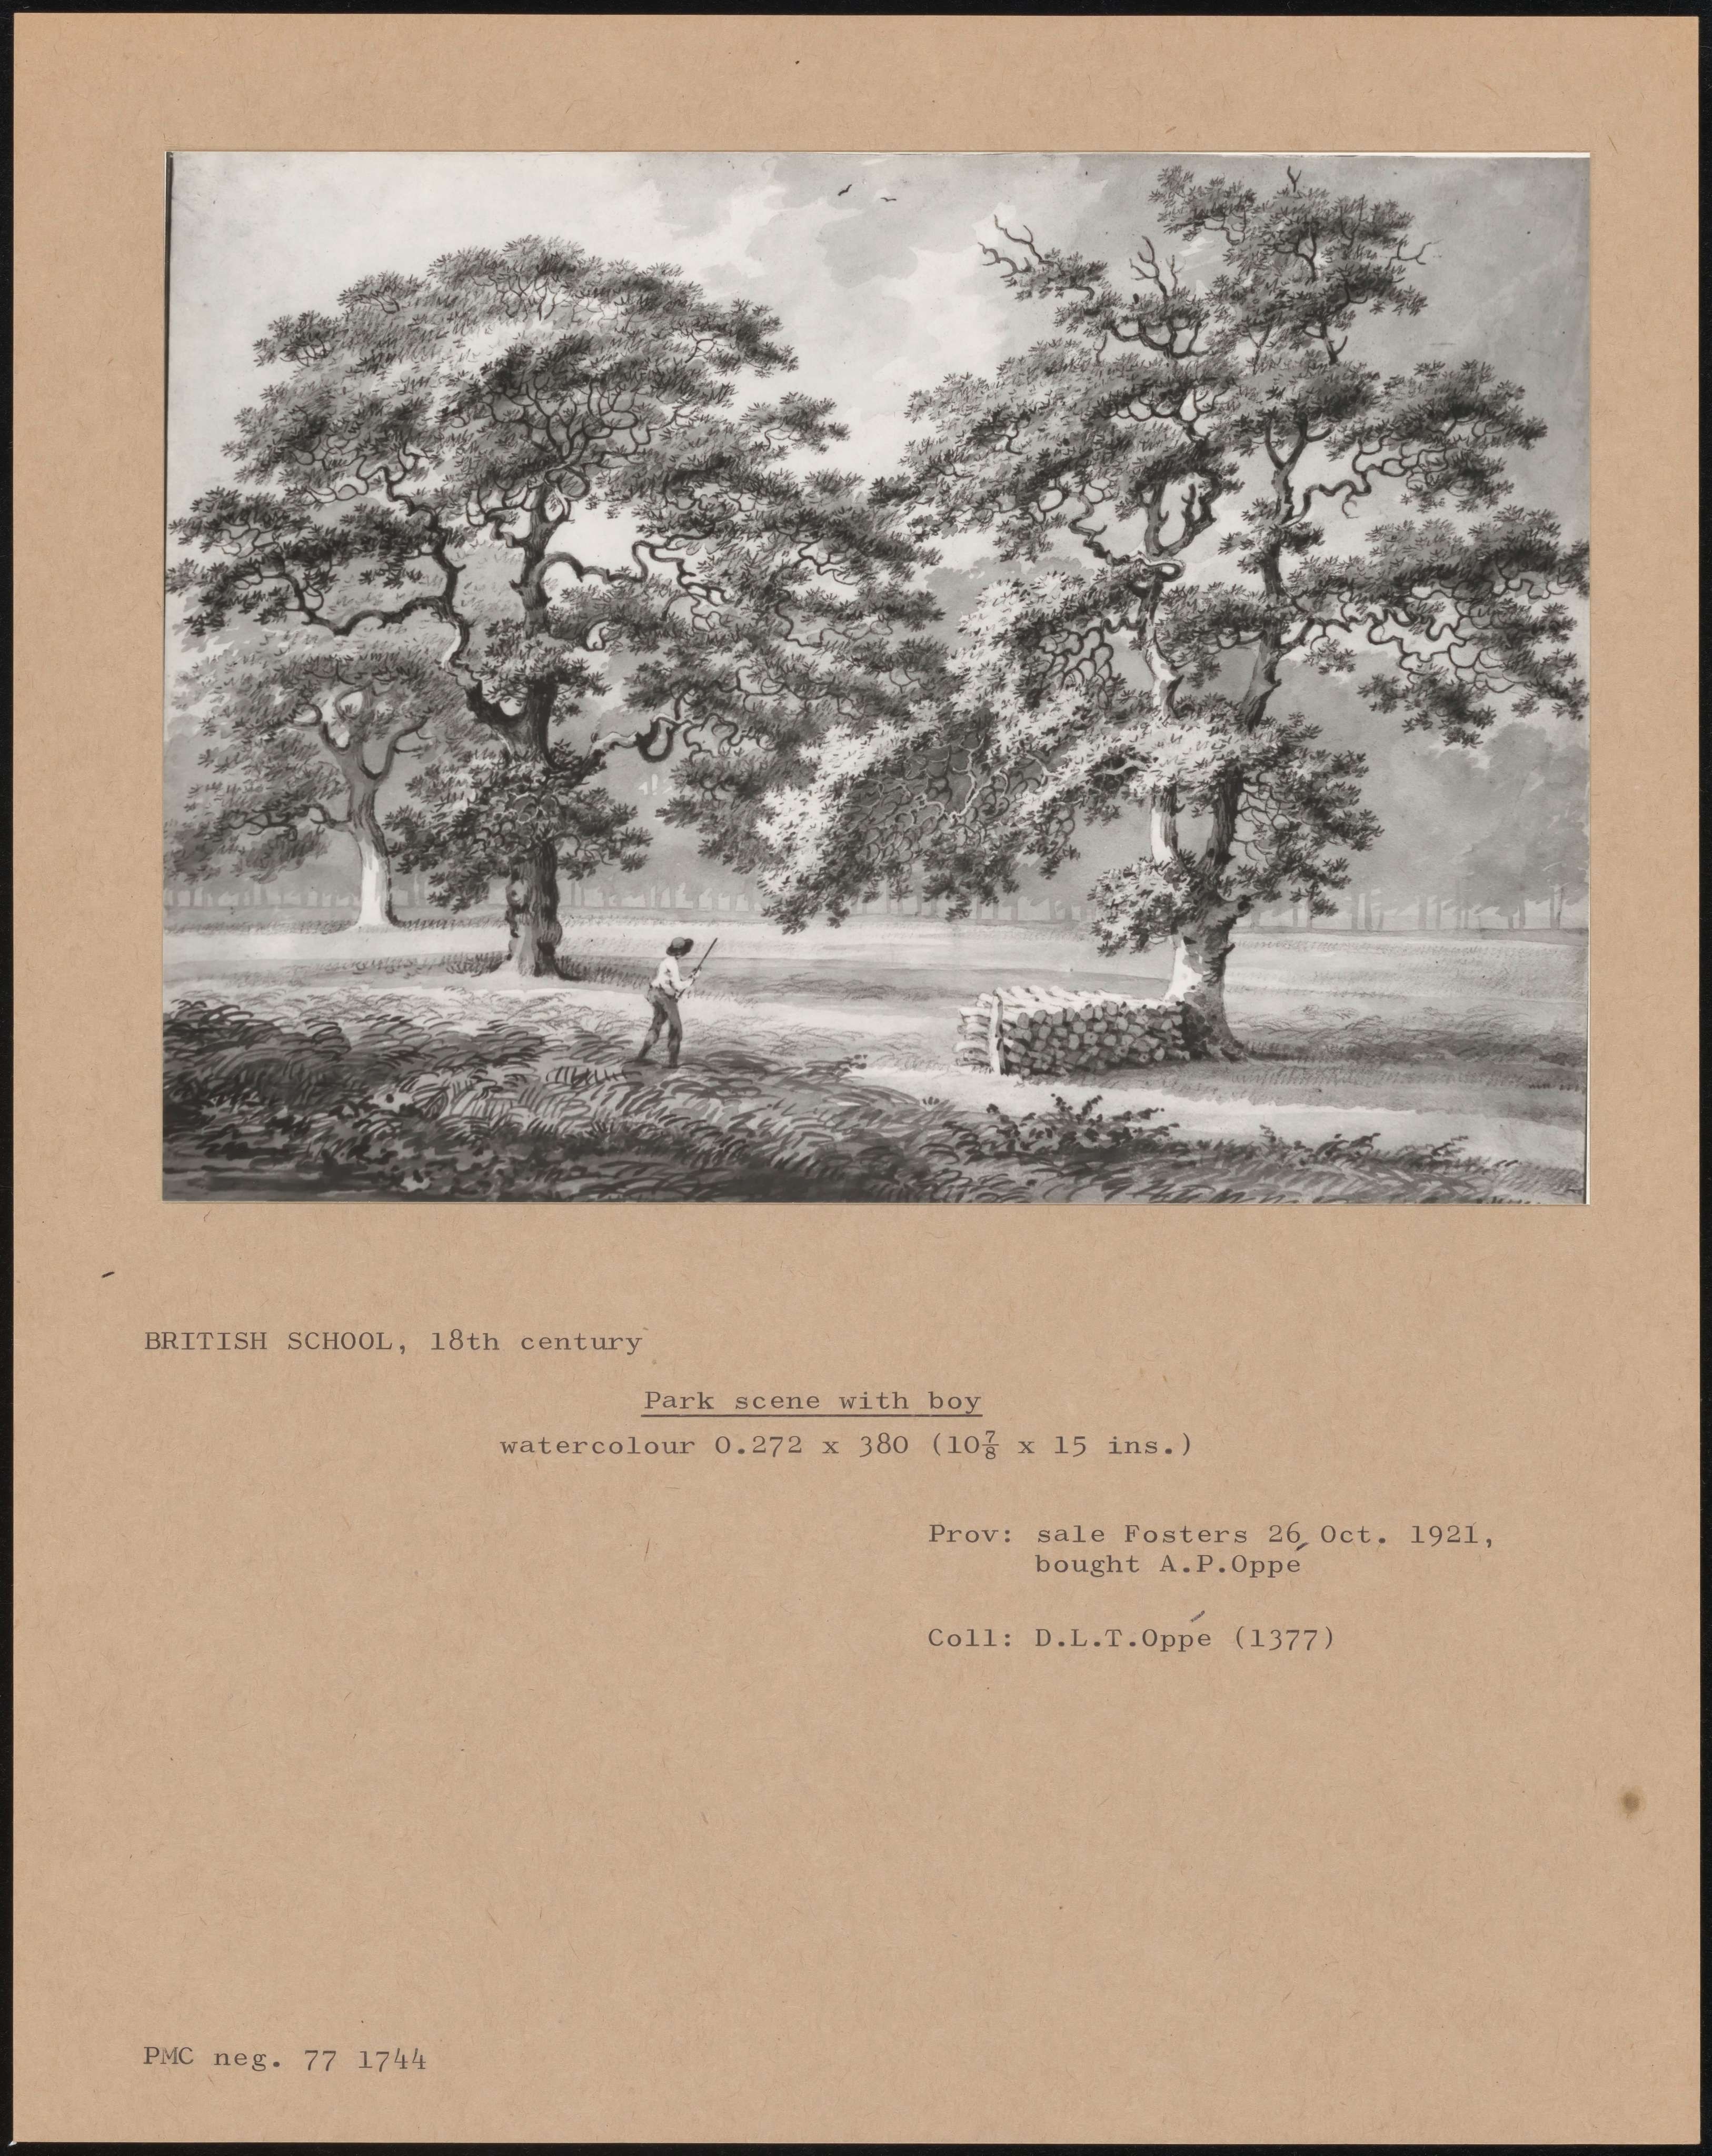 BRITISH SCHOOL, 18th century
Park scene with boy
watercolour 0.272 x 380 (10⅞ x 15 ins.)
Prov: sale Fosters 26 Oct. 1921,
bought A.P.Oppé
Coll: D.L.T.Oppé (1377)
PMC neg. 77 1744